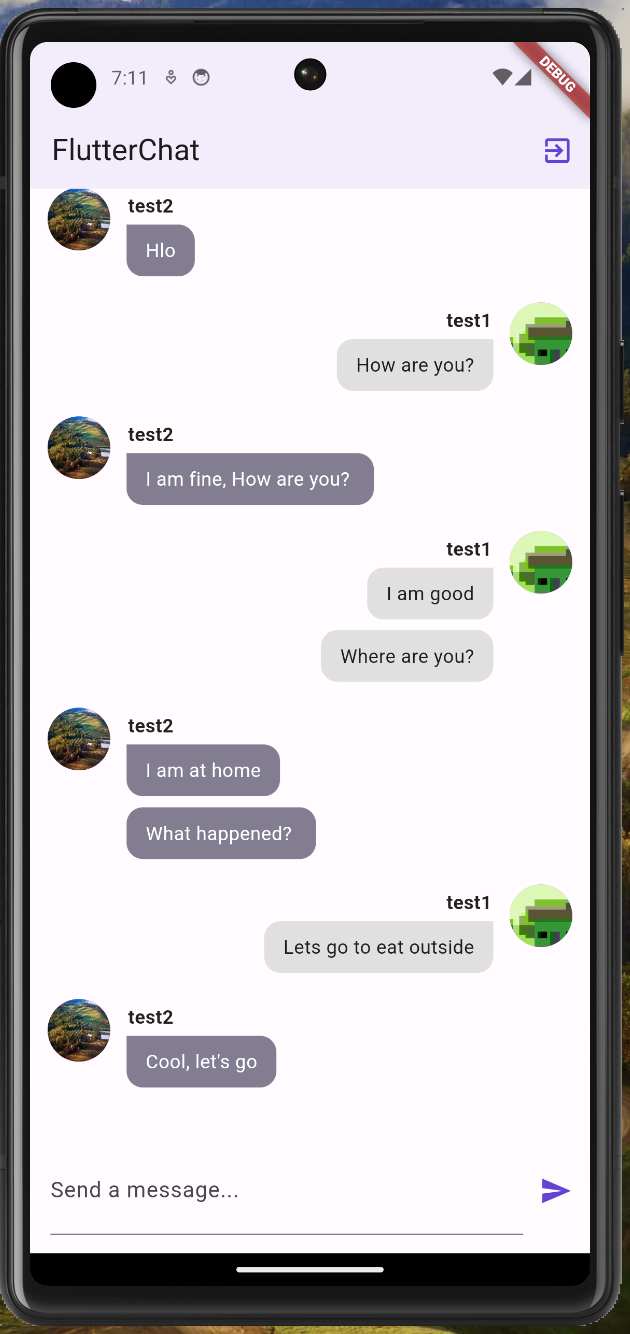 7:11
DEBUG
FlutterChat
test2
Hlo
test1
How are you?
test2
I am fine, How are you?
test1
I am good
Where are you?
test2
I am at home
What happened?
test1
Lets go to eat outside
test2
Cool, let's go
Send a message...